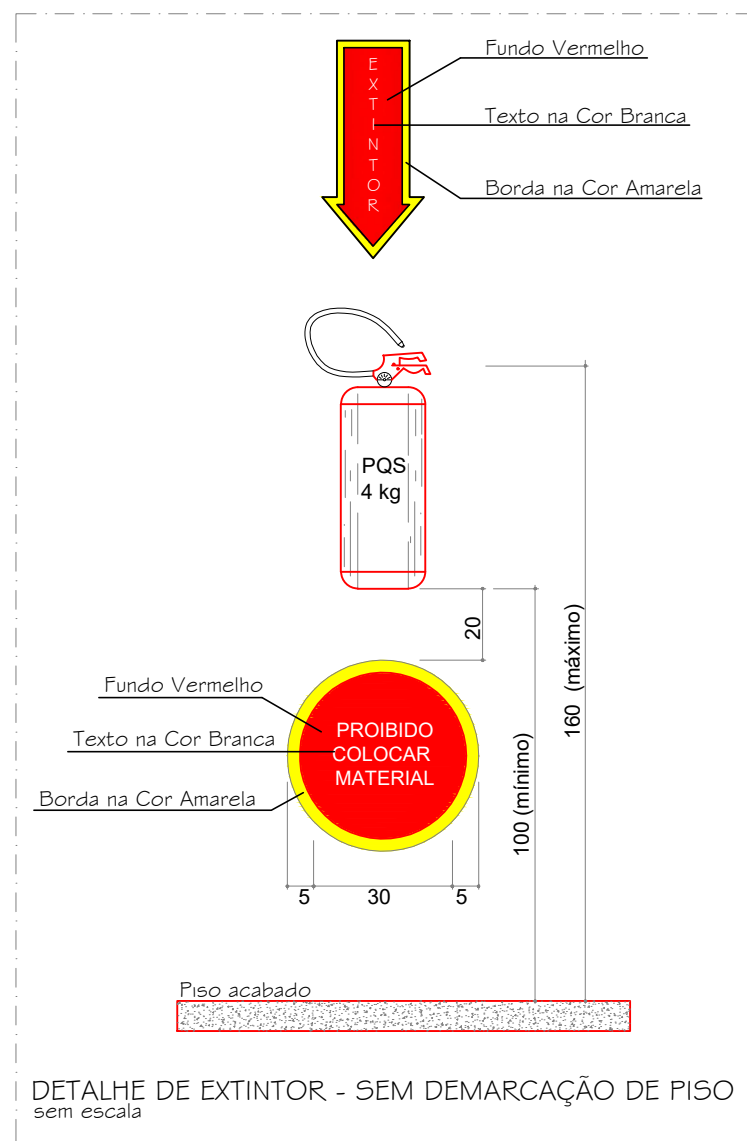 EXTINTOR
Fundo Vermelho
Texto na Cor Branca
Borda na Cor Amarela
PQS
4 kg
20
160 (máximo)
100 (mínimo)
Fundo Vermelho
Texto na Cor Branca
Borda na Cor Amarela
PROIBIDO
COLOCAR
MATERIAL
5
30
5
Piso acabado
DETALHE DE EXTINTOR - SEM DEMARCAÇÃO DE PISO
sem escala